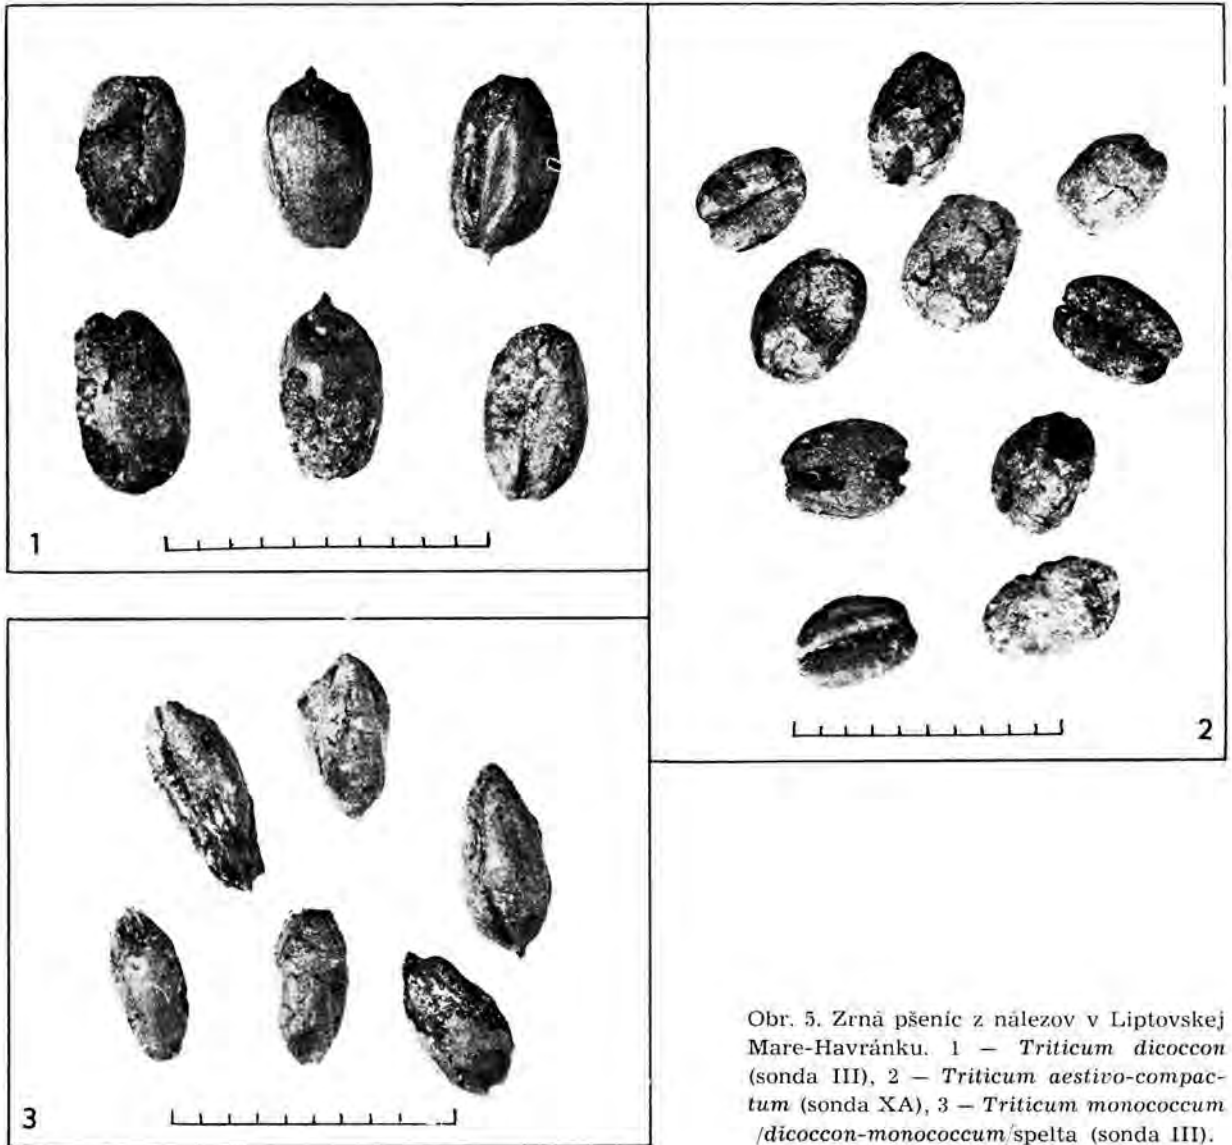 1
2
3
Obr. 5. Zrná pšeníc z nálezov v Liptovskej
Mare-Havránku. 1 — Triticum dicoccon
(sonda III), 2 — Triticum aestivo-compac-
tum (sonda XA), 3 — Triticum monococcum
/dicoccon-monococcum/spelta (sonda III).